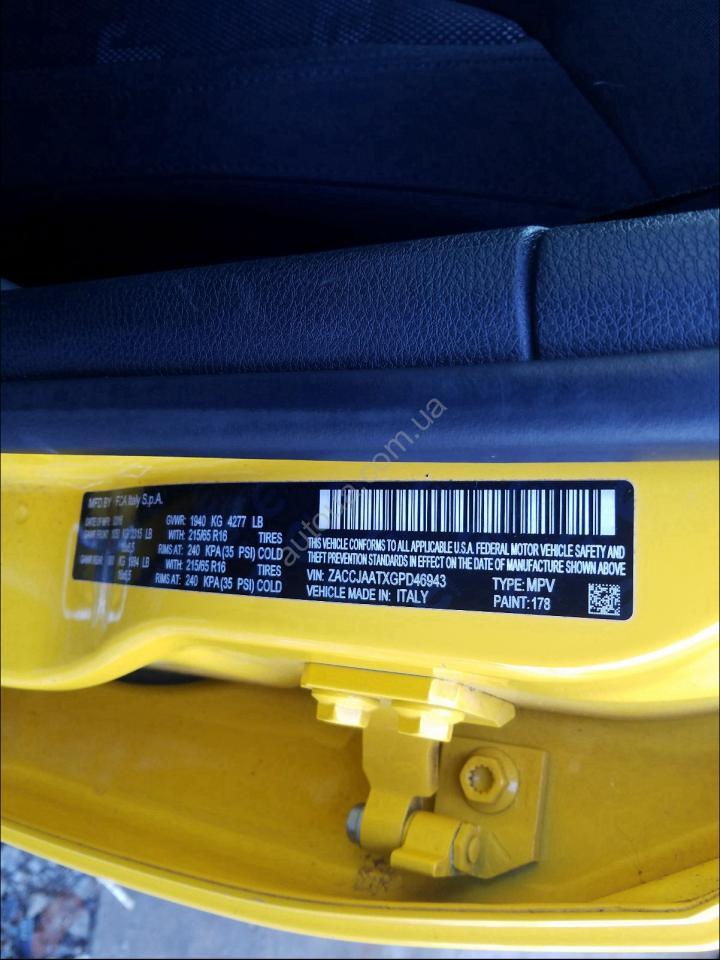 MFD.BY FCA Italy S.p.A.
GVWR: 1940 KG 4277 LB
WITH: 215/65 R16 TIRES
RIMS AT: 240 KPA(35 PSI) COLD
WITH: 215/65 R16 TIRES
RIMS AT: 240 KPA(35 PSI) COLD
THIS VEHICLE CONFORMS TO ALL APPLICABLE U.S.A. FEDERAL MOTOR VEHICLE SAFETY AND
THEFT PREVENTION STANDARDS IN EFFECT ON THE DATE OF MANUFACTURE SHOWN ABOVE
VIN: ZACCJAATXGPD46943 TYPE: MPV
VEHICLE MADE IN: ITALY PAINT: 178
autoua.com.ua